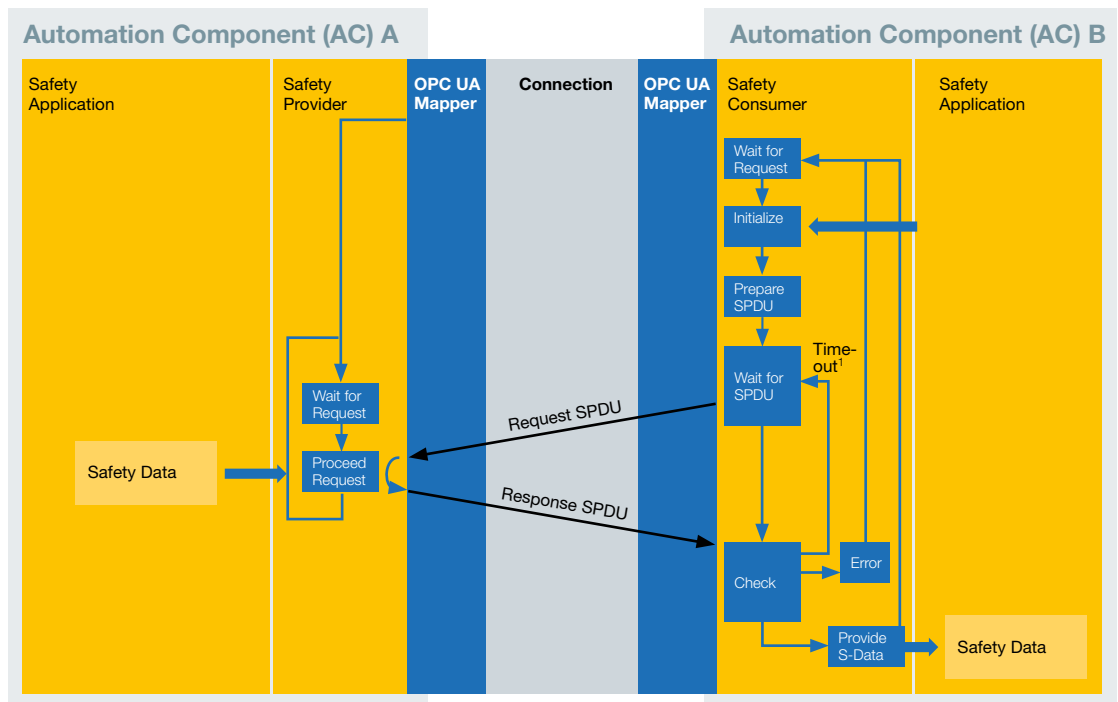 Automation Component (AC) A
Automation Component (AC) B
Safety
Application
Safety
Provider
OPC UA
Mapper
Connection
OPC UA
Mapper
Safety
Consumer
Safety
Application
Wait for
Request
Initialize
Prepare
SPDU
Time-
out¹
Wait for
SPDU
Wait for
Request
Request SPDU
Safety Data
Proceed
Request
Response SPDU
Check
Error
Provide
S-Data
Safety Data